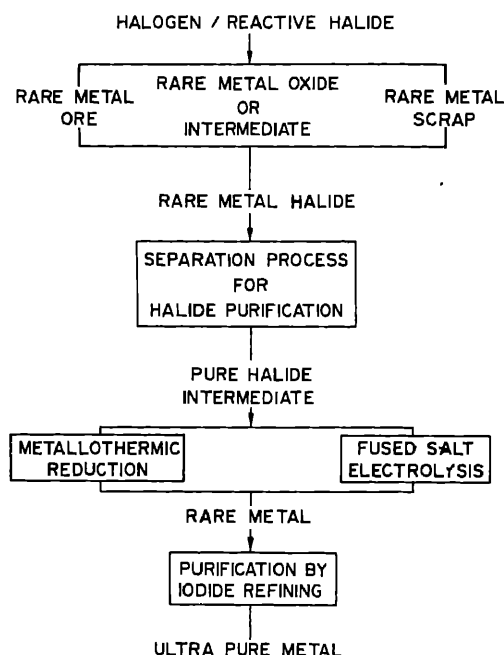 HALOGEN / REACTIVE HALIDE
RARE METAL
ORE
RARE METAL OXIDE
OR
INTERMEDIATE
RARE METAL
SCRAP
RARE METAL HALIDE
SEPARATION PROCESS
FOR
HALIDE PURIFICATION
PURE HALIDE
INTERMEDIATE
METALLOTHERMIC
REDUCTION
FUSED SALT
ELECTROLYSIS
RARE METAL
PURIFICATION BY
IODIDE REFINING
ULTRA PURE METAL